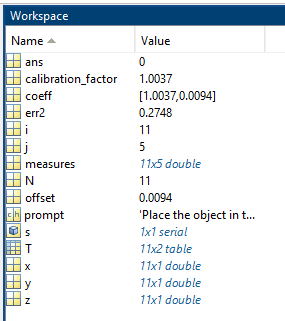 Workspace
Name Value
ans 0
calibration_factor 1.0037
coeff [1.0037,0.0094]
err2 0.2748
i 11
j 5
measures 11x5 double
N 11
offset 0.0094
ch prompt 'Place the object in t...
s 1x1 serial
T 11x2 table
x 11x1 double
y 11x1 double
z 11x1 double